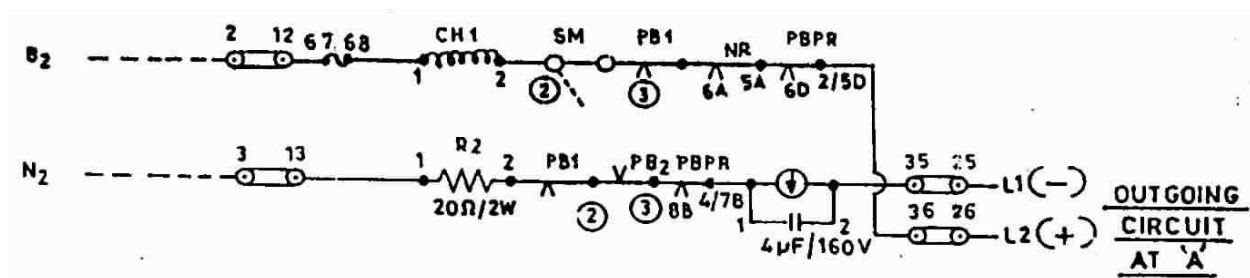 2 12 67 68 CH1 SM PB1 NR PBPR
B2
1 2 ② ③ 6A 5A 6D 2/5D
3 13 1 R2 2 PB1 PB2 PBPR 35 25
N2 L1(-)
20Ω/2W ② ③ 8B 4/7B 36 26
1 2 L2(+)
4µF/160V
OUTGOING
CIRCUIT
AT 'A'